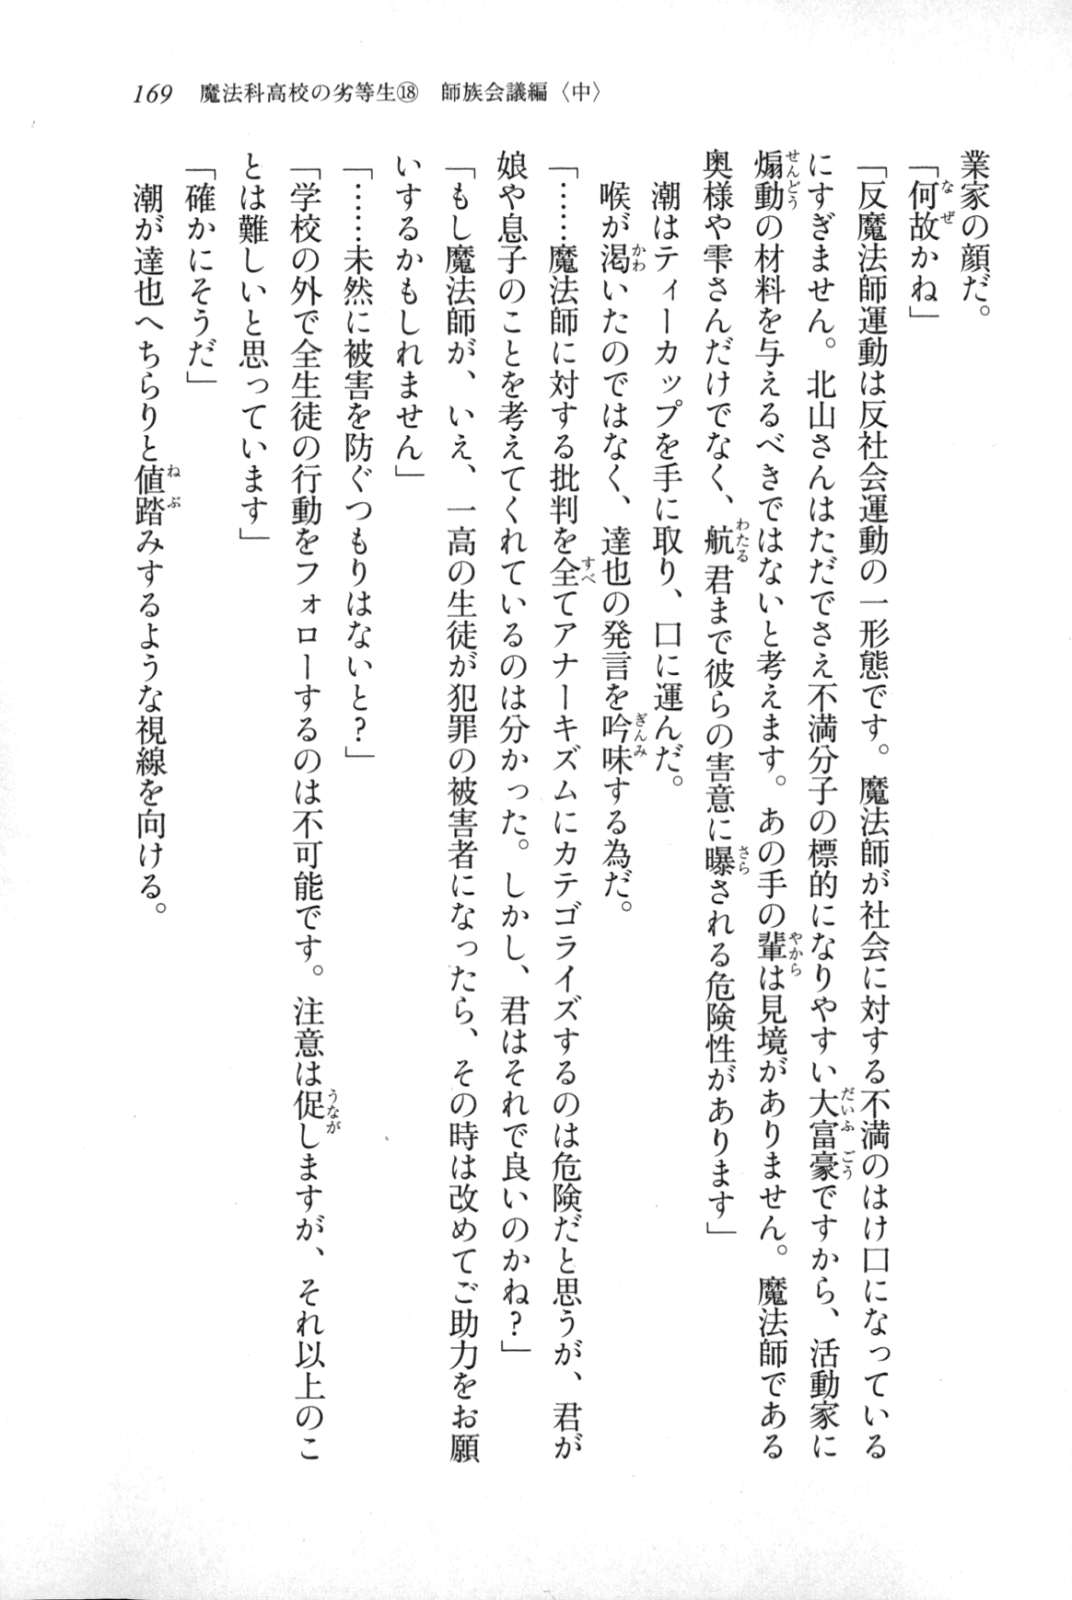 169 魔法科高校の劣等生⑱ 師族会議編〈中〉
業家の顔だ。
「何故かね」
「反魔法師運動は反社会運動の一形態です。魔法師が社会に対する不満のはけ口になっている
にすぎません。北山さんはただでさえ不満分子の標的になりやすい大富豪ですから、活動家に
煽動の材料を与えるべきではないと考えます。あの手の輩は見境がありません。魔法師である
奥様や雫さんだけでなく、航君まで彼らの害意に曝される危険性があります」
潮はティーカップを手に取り、口に運んだ。
喉が渇いたのではなく、達也の発言を吟味する為だ。
「……魔法師に対する批判を全てアナーキズムにカテゴライズするのは危険だと思うが、君が
娘や息子のことを考えてくれているのは分かった。しかし、君はそれで良いのかね？」
「もし魔法師が、いえ、一高の生徒が犯罪の被害者になったら、その時は改めてご助力をお願
いするかもしれません」
「……未然に被害を防ぐつもりはないと？」
「学校の外で全生徒の行動をフォローするのは不可能です。注意は促しますが、それ以上のこ
とは難しいと思っています」
「確かにそうだ」
潮が達也へちらりと値踏みするような視線を向ける。